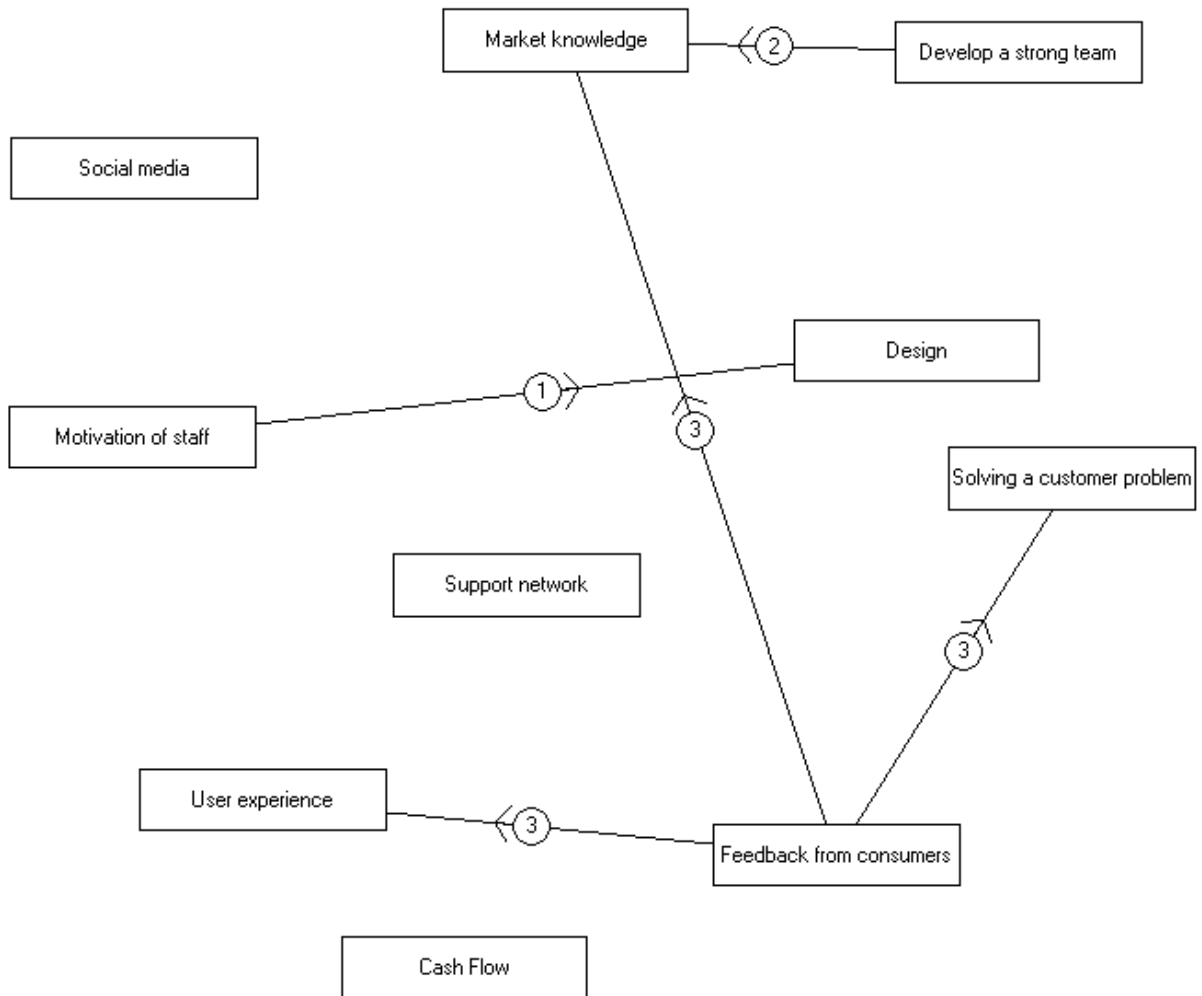 Market knowledge
2
Develop a strong team
Social media
Design
1
3
Motivation of staff
Solving a customer problem
Support network
3
User experience
3
Feedback from consumers
Cash Flow